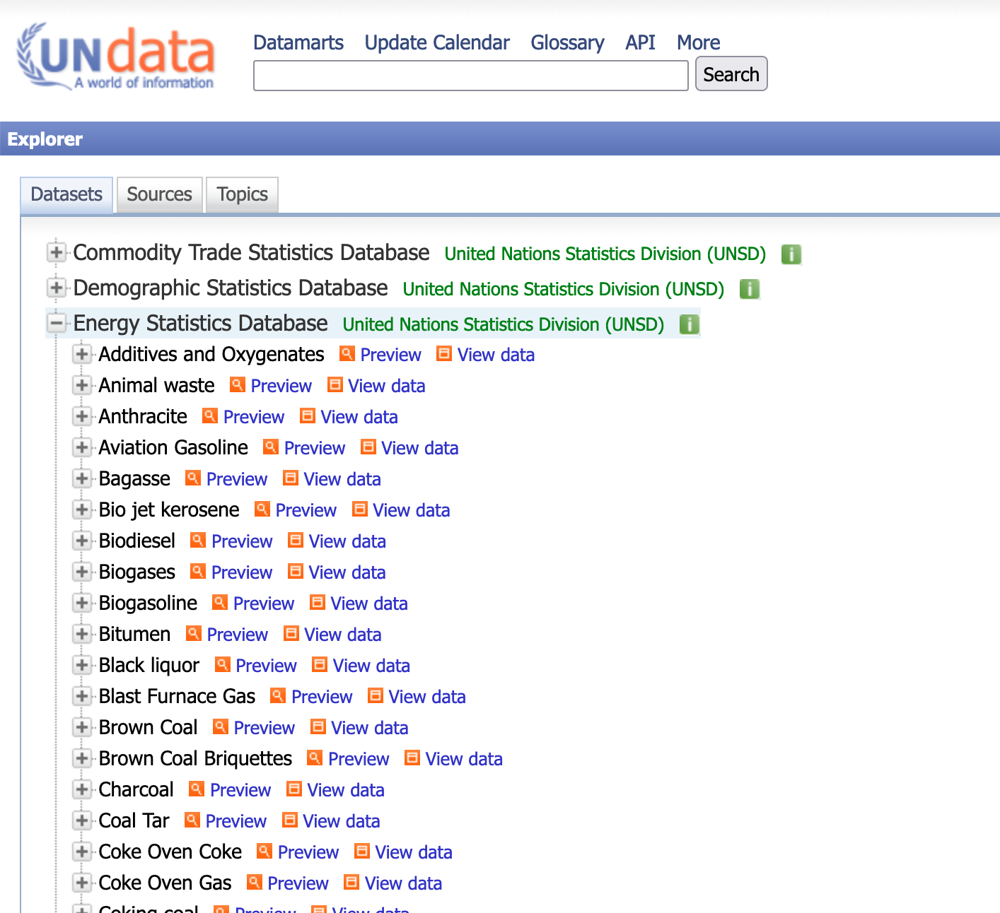 UNdata
A world of information
Datamarts Update Calendar Glossary API More
Search
Explorer
Datasets Sources Topics
Commodity Trade Statistics Database United Nations Statistics Division (UNSD) i
Demographic Statistics Database United Nations Statistics Division (UNSD) i
Energy Statistics Database United Nations Statistics Division (UNSD) i
Additives and Oxygenates Preview View data
Animal waste Preview View data
Anthracite Preview View data
Aviation Gasoline Preview View data
Bagasse Preview View data
Bio jet kerosene Preview View data
Biodiesel Preview View data
Biogases Preview View data
Biogasoline Preview View data
Bitumen Preview View data
Black liquor Preview View data
Blast Furnace Gas Preview View data
Brown Coal Preview View data
Brown Coal Briquettes Preview View data
Charcoal Preview View data
Coal Tar Preview View data
Coke Oven Coke Preview View data
Coke Oven Gas Preview View data
Coking coal Preview View data